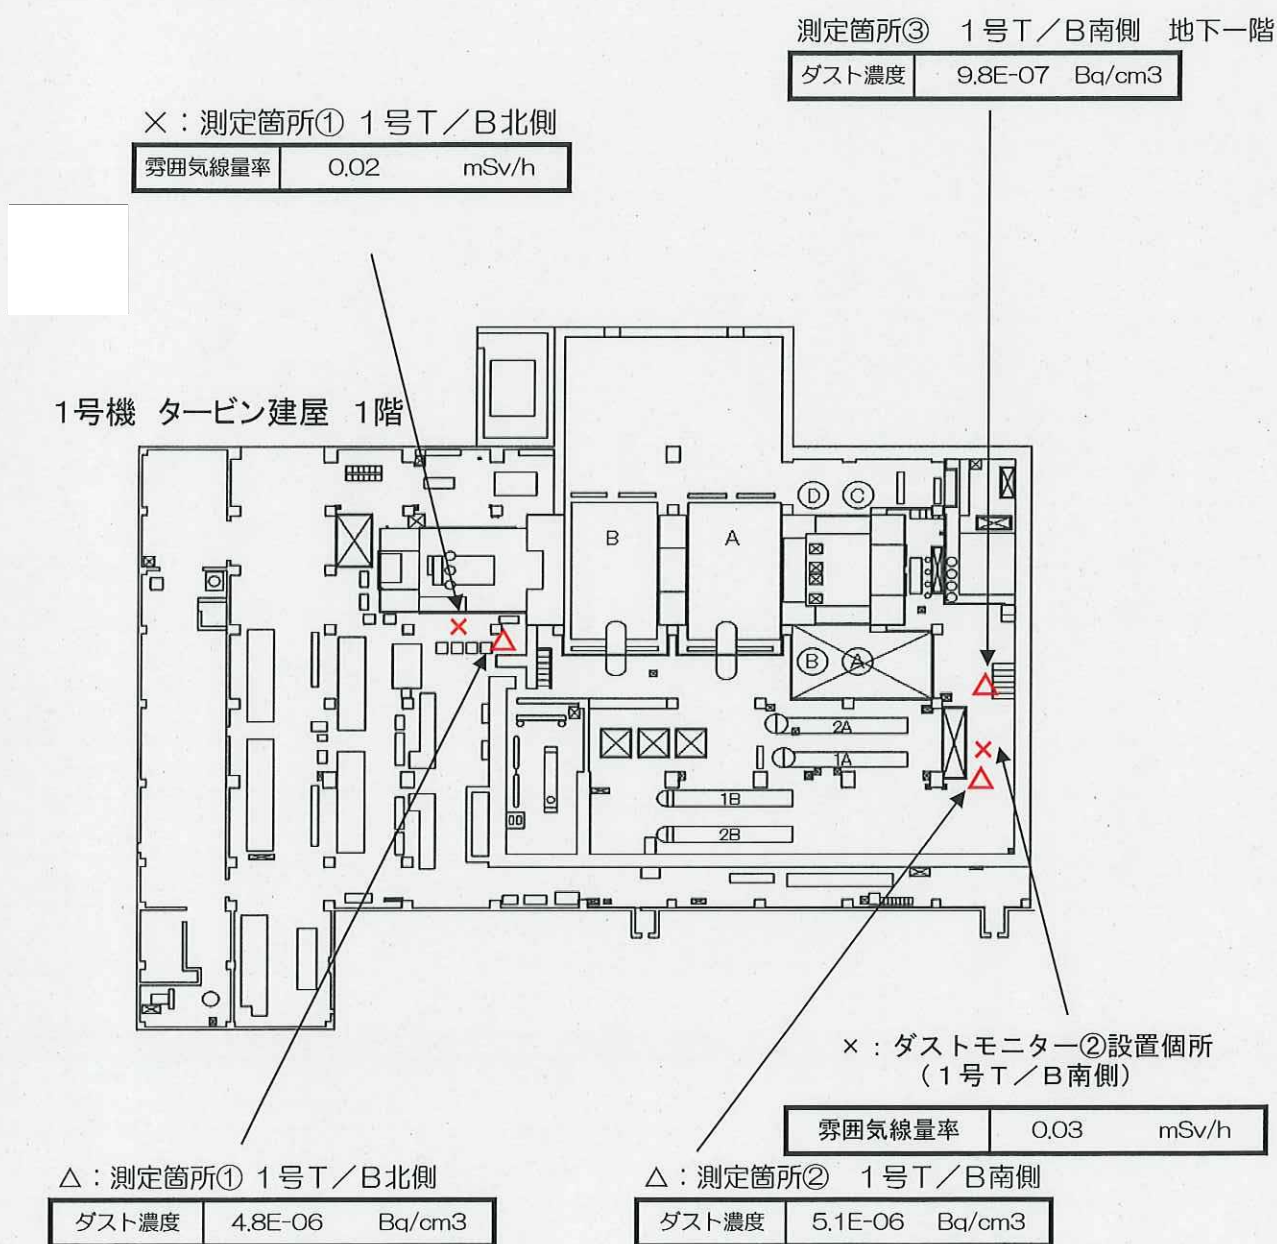 測定箇所③ 1号T／B南側 地下一階
ダスト濃度 9.8E-07 Bq/cm3
×：測定箇所① 1号T／B北側
雰囲気線量率 0.02 mSv/h
1号機 タービン建屋 1階
D C
B A
B A
2A
1A
1B
2B
×：ダストモニター②設置個所
（1号T／B南側）
雰囲気線量率 0.03 mSv/h
△：測定箇所① 1号T／B北側
ダスト濃度 4.8E-06 Bq/cm3
△：測定箇所② 1号T／B南側
ダスト濃度 5.1E-06 Bq/cm3